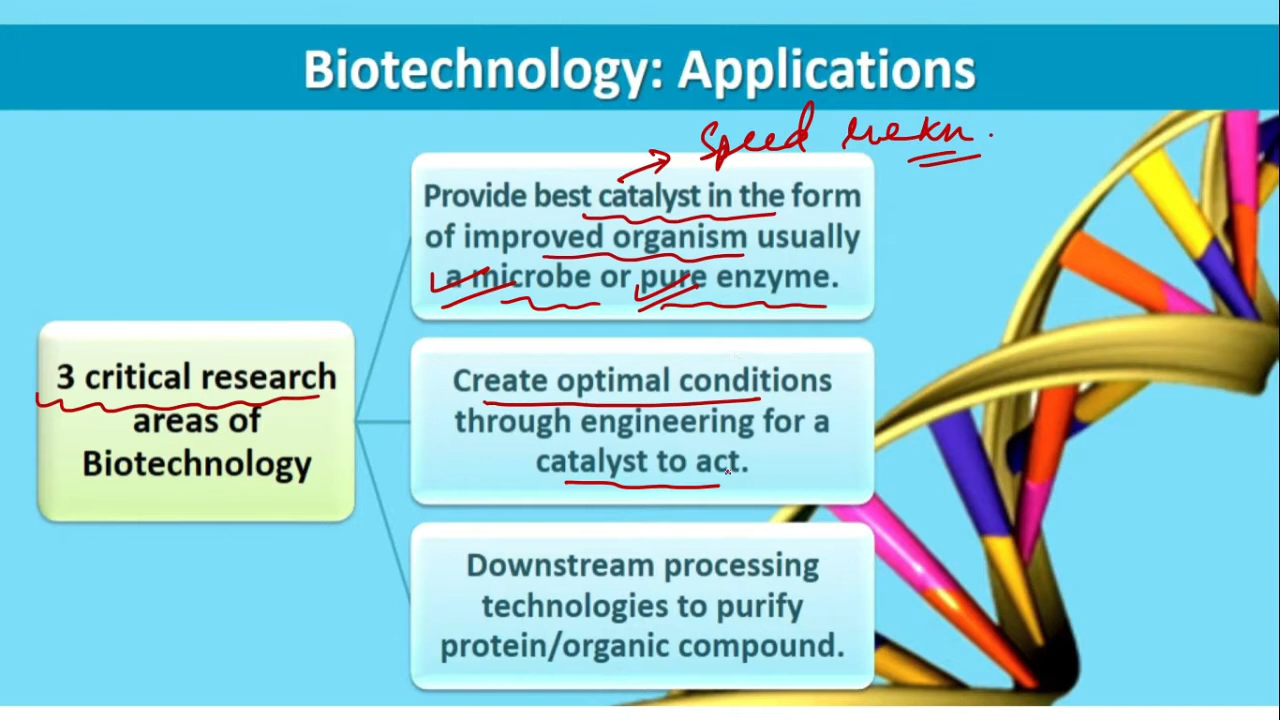 Biotechnology: Applications
Speed
Provide best catalyst in the form
of improved organism usually
a microbe or pure enzyme.
3 critical research
areas of
Biotechnology
Create optimal conditions
through engineering for a
catalyst to act.
Downstream processing
technologies to purify
protein/organic compound.